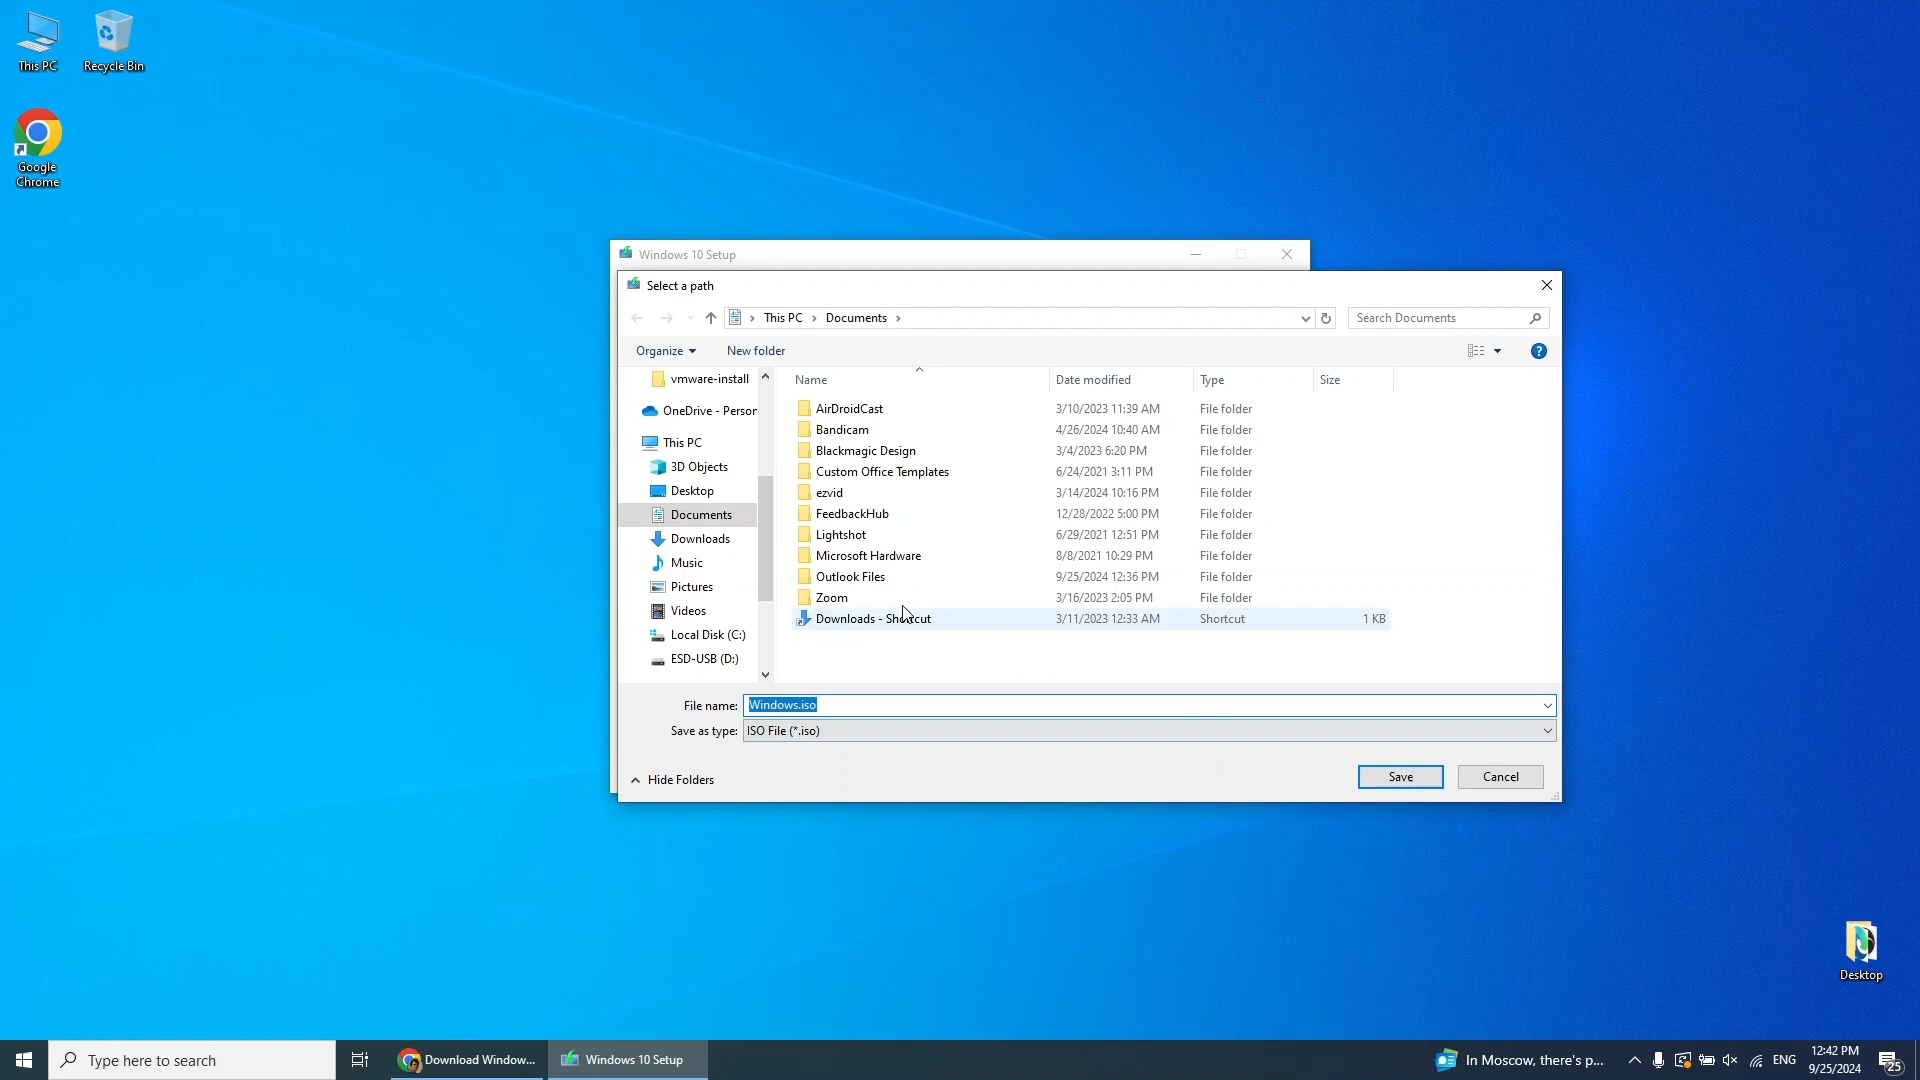 This PC
Recycle Bin
Google
Chrome
Windows 10 Setup
Select a path
This PC > Documents >
Search Documents
Organize
New folder
vmware-install
OneDrive - Person
This PC
3D Objects
Desktop
Documents
Downloads
Music
Pictures
Videos
Local Disk (C:)
ESD-USB (D:)
Name Date modified Type Size
AirDroidCast 3/10/2023 11:39 AM File folder
Bandicam 4/26/2024 10:40 AM File folder
Blackmagic Design 3/4/2023 6:20 PM File folder
Custom Office Templates 6/24/2021 3:11 PM File folder
ezvid 3/14/2024 10:16 PM File folder
FeedbackHub 12/28/2022 5:00 PM File folder
Lightshot 6/29/2021 12:51 PM File folder
Microsoft Hardware 8/8/2021 10:29 PM File folder
Outlook Files 9/25/2024 12:36 PM File folder
Zoom 3/16/2023 2:05 PM File folder
Downloads - Shortcut 3/11/2023 12:33 AM Shortcut 1 KB
File name: Windows.iso
Save as type: ISO File (*.iso)
Hide Folders
Save
Cancel
Desktop
Type here to search
Download Window...
Windows 10 Setup
In Moscow, there's p...
ENG
12:42 PM
9/25/2024
25